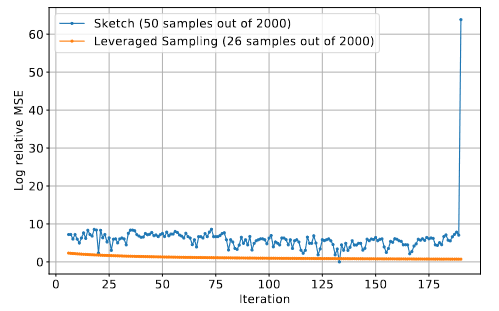 Sketch (50 samples out of 2000)
Leveraged Sampling (26 samples out of 2000)
60
50
40
30
20
10
0
Log relative MSE
0 25 50 75 100 125 150 175
Iteration